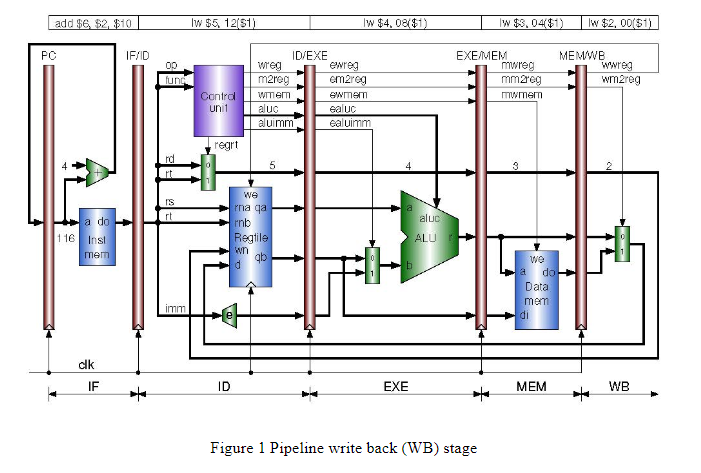 add $6, $2, $10 lw $5, 12($1) lw $4, 08($1) lw $3, 04($1) lw $2, 00($1)
PC IF/ID ID/EXE EXE/MEM MEM/WB
op wreg ewreg mwreg wwreg
func m2reg em2reg mm2reg wm2reg
Control wmem ewmem mwmem
unit aluc ealuc
aluimm ealuimm
regrt
4 + rd 0 5 4 3 2
rt 1
we
rs rna qa a aluc
116 a do rt rnb ALU r 0
Inst Regfile we 1
mem wn qb 0 a do
d 1 b Data
mem
imm e di
clk
IF ID EXE MEM WB
Figure 1 Pipeline write back (WB) stage